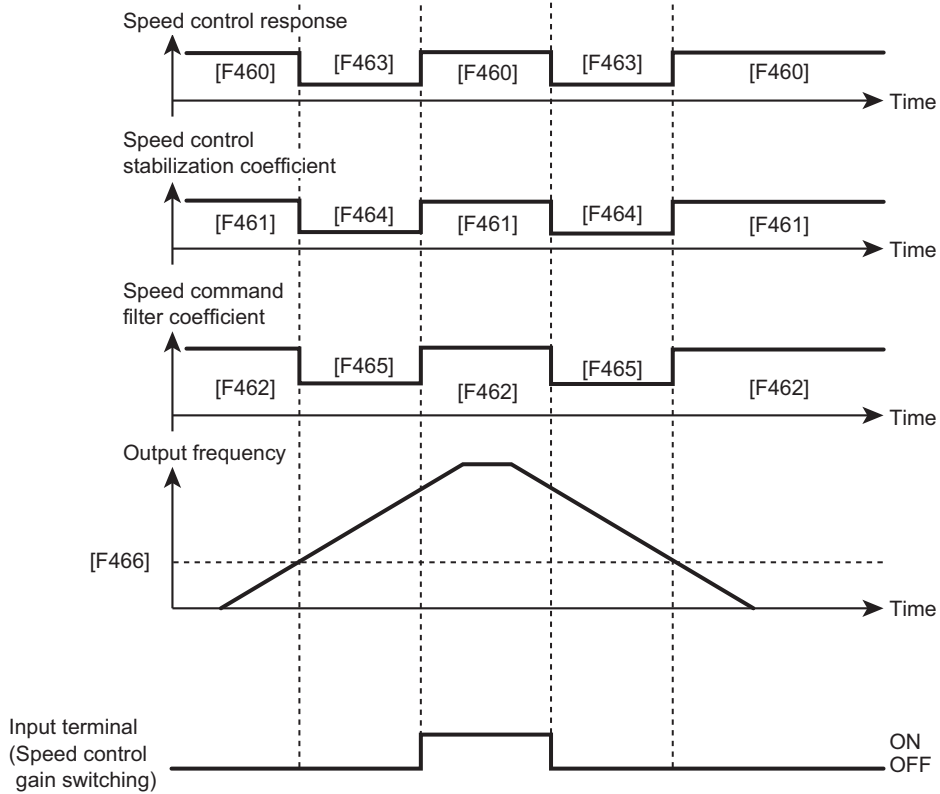 Speed control response
[F460] [F463] [F460] [F463] [F460]
Time
Speed control
stabilization coefficient
[F461] [F464] [F461] [F464] [F461]
Time
Speed command
filter coefficient
[F462] [F465] [F462] [F465] [F462]
Time
Output frequency
[F466]
Time
Input terminal
(Speed control
gain switching)
ON
OFF